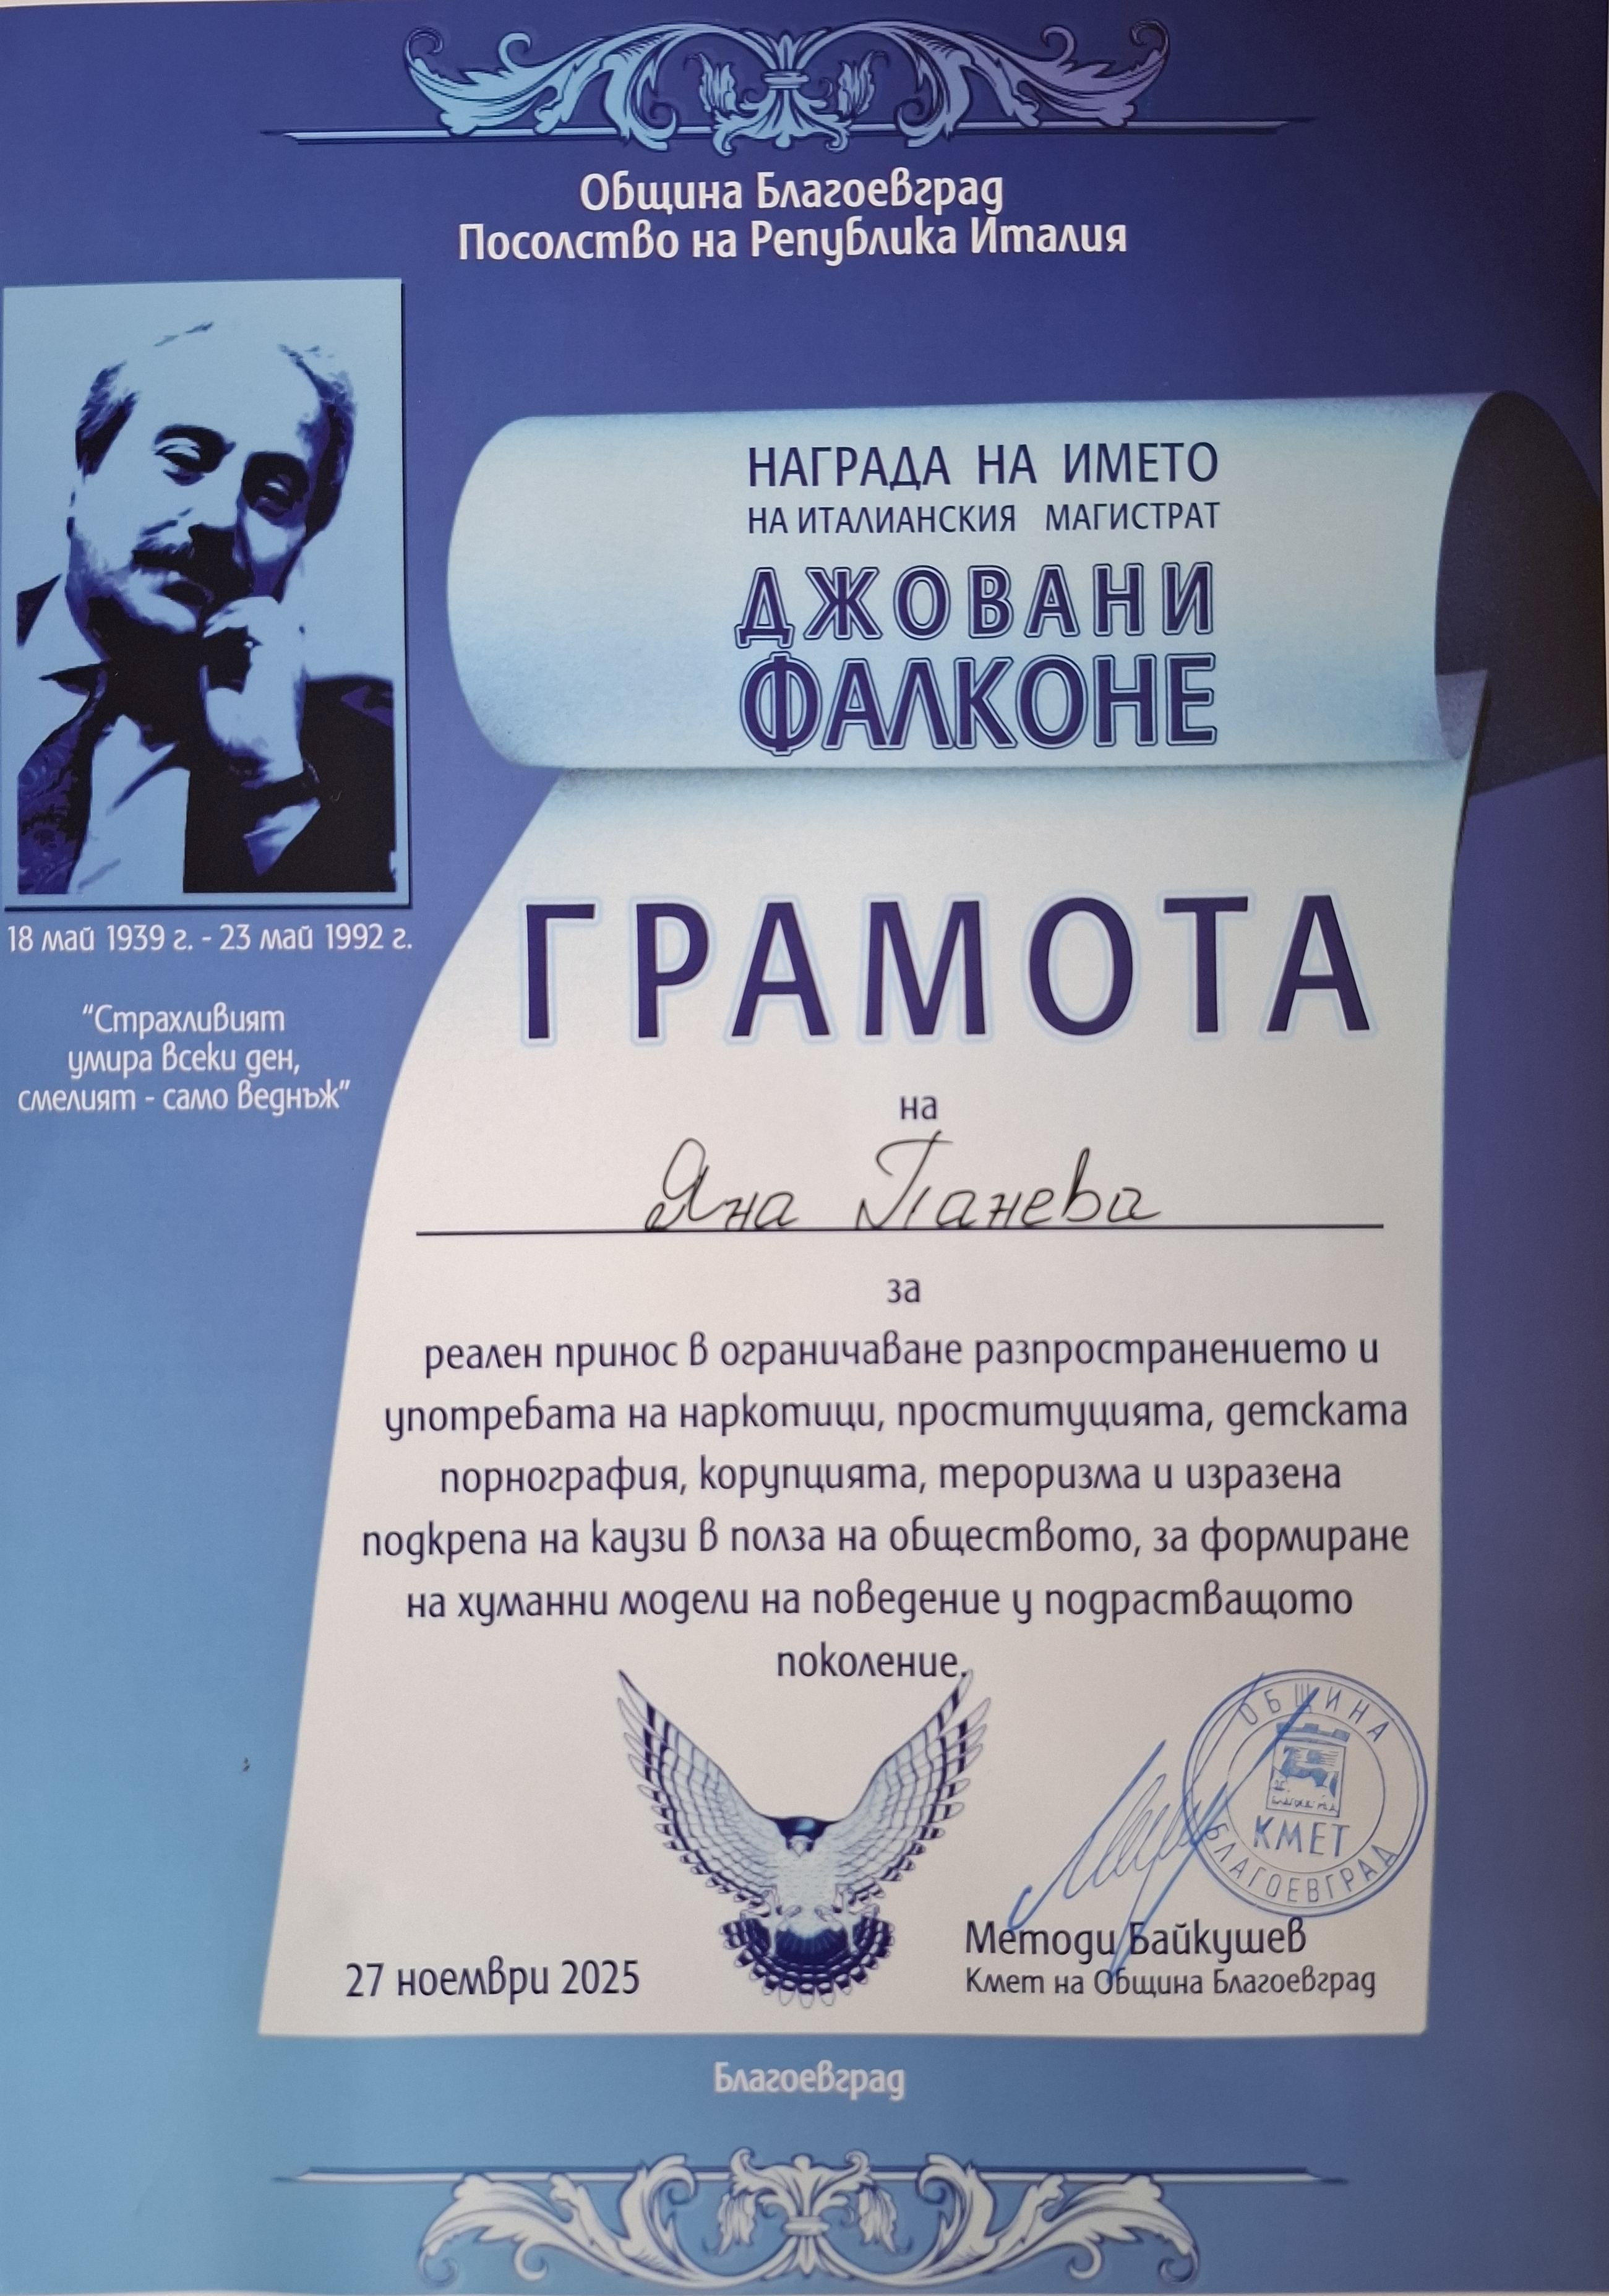 Община Благоевград
Посолство на Република Италия
НАГРАДА НА ИМЕТО
НА ИТАЛИАНСКИЯ МАГИСТРАТ
ДЖОВАНИ
ФАЛКОНЕ
18 май 1939 г. - 23 май 1992 г.
“Страхливият
умира всеки ден,
смелият - само веднъж”
ГРАМОТА
на
Яна Панева
за
реален принос в ограничаване разпространението и
употребата на наркотици, проституцията, детската
порнография, корупцията, тероризма и изразена
подкрепа на каузи в полза на обществото, за формиране
на хуманни модели на поведение у подрастващото
поколение.
ОБЩИНА
КМЕТ
БЛАГОЕВГРАД
Методи Байкушев
Кмет на Община Благоевград
27 ноември 2025
Благоевград